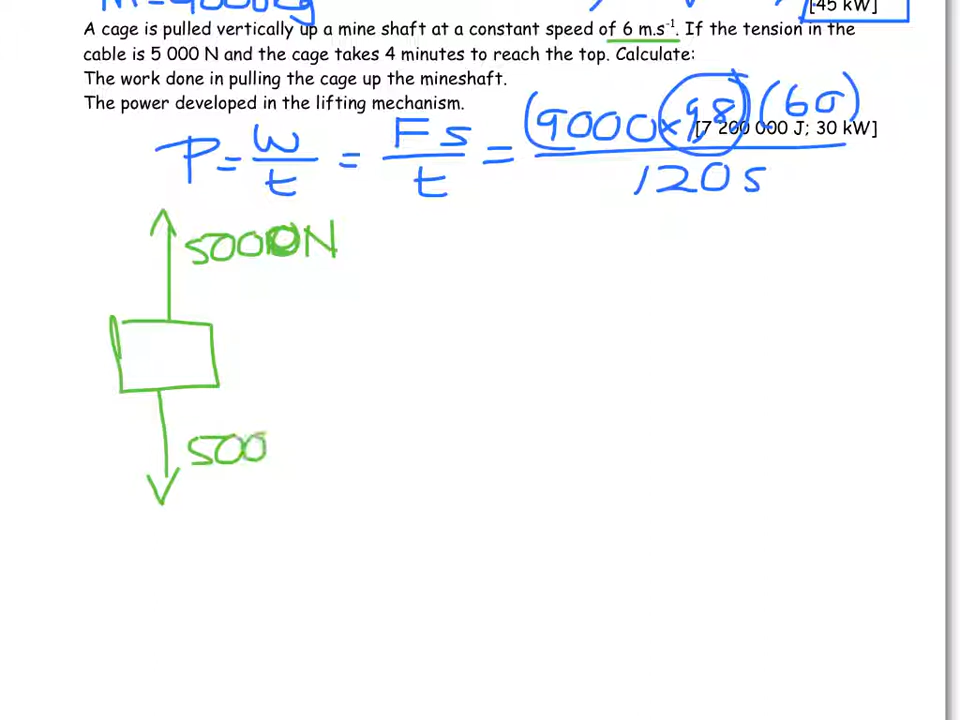 M = 9000kg
[45 kW]
A cage is pulled vertically up a mine shaft at a constant speed of 6 m.s⁻¹. If the tension in the
cable is 5 000 N and the cage takes 4 minutes to reach the top. Calculate:
The work done in pulling the cage up the mineshaft.
The power developed in the lifting mechanism.
[7 200 000 J; 30 kW]
P = W/t = Fs/t = (9000 × 9,8)(60)/120s
5000N
500